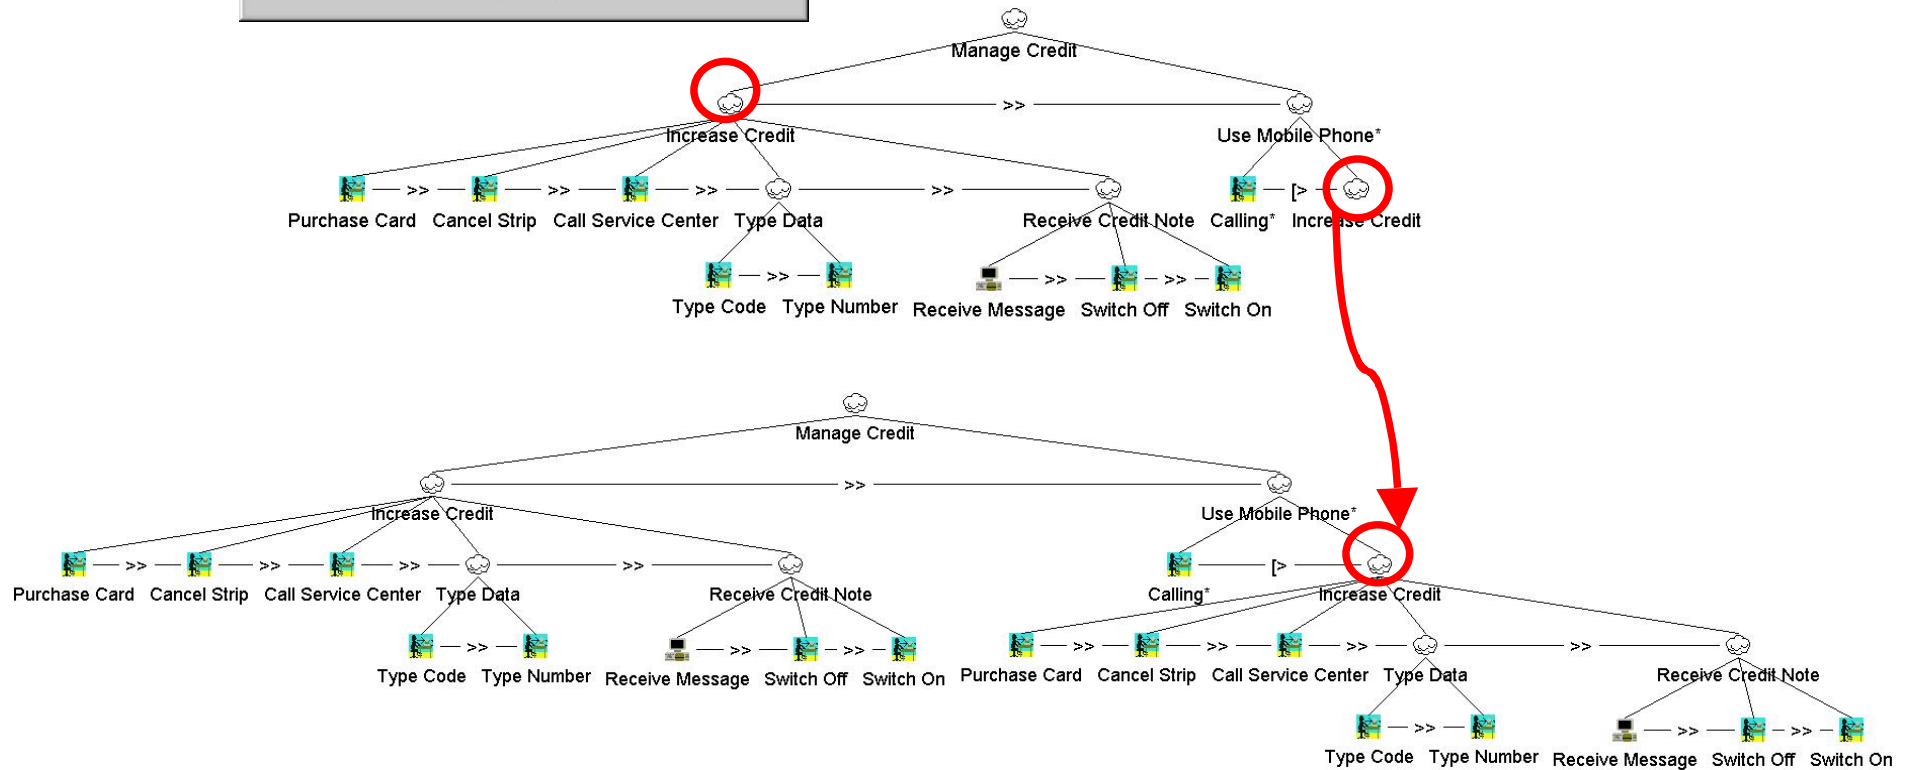 Manage Credit
>>
Increase Credit
Use Mobile Phone*
>> >> >> >> [>
Purchase Card Cancel Strip Call Service Center Type Data Receive Credit Note Calling* Increase Credit
>> >> >>
Type Code Type Number Receive Message Switch Off Switch On
Manage Credit
>>
Increase Credit Use Mobile Phone*
>> >> >> >> [>
Purchase Card Cancel Strip Call Service Center Type Data Receive Credit Note Calling* Increase Credit
>> >> >> >> >> >> >>
Type Code Type Number Receive Message Switch Off Switch On Purchase Card Cancel Strip Call Service Center Type Data Receive Credit Note
>> >> >>
Type Code Type Number Receive Message Switch Off Switch On